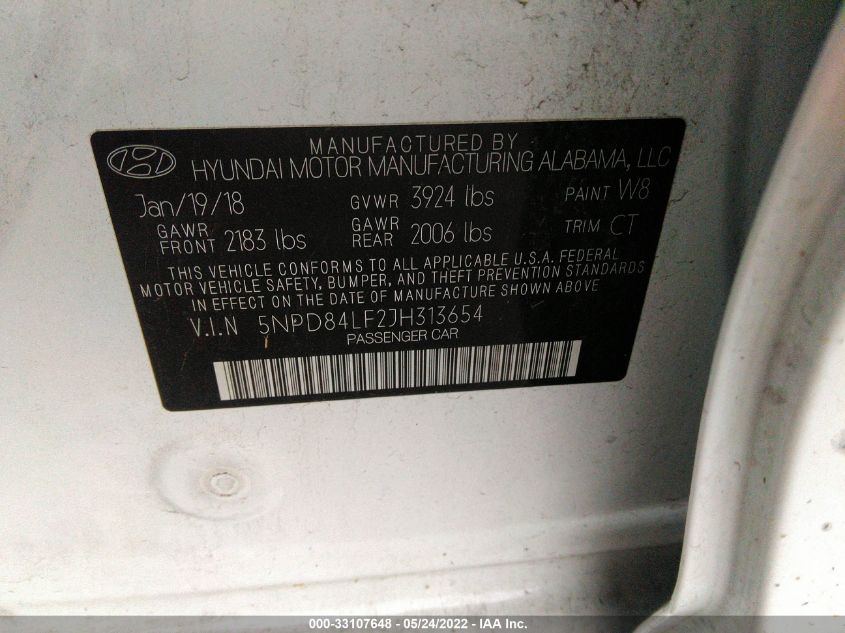 MANUFACTURED BY
HYUNDAI MOTOR MANUFACTURING ALABAMA, LLC
Jan/19/18 GVWR 3924 lbs PAINT W8
GAWR FRONT 2183 lbs GAWR REAR 2006 lbs TRIM CT
THIS VEHICLE CONFORMS TO ALL APPLICABLE U.S.A. FEDERAL
MOTOR VEHICLE SAFETY, BUMPER, AND THEFT PREVENTION STANDARDS
IN EFFECT ON THE DATE OF MANUFACTURE SHOWN ABOVE.
V.I.N 5NPD84LF2JH313654
PASSENGER CAR
000-33107648 - 05/24/2022 - IAA Inc.